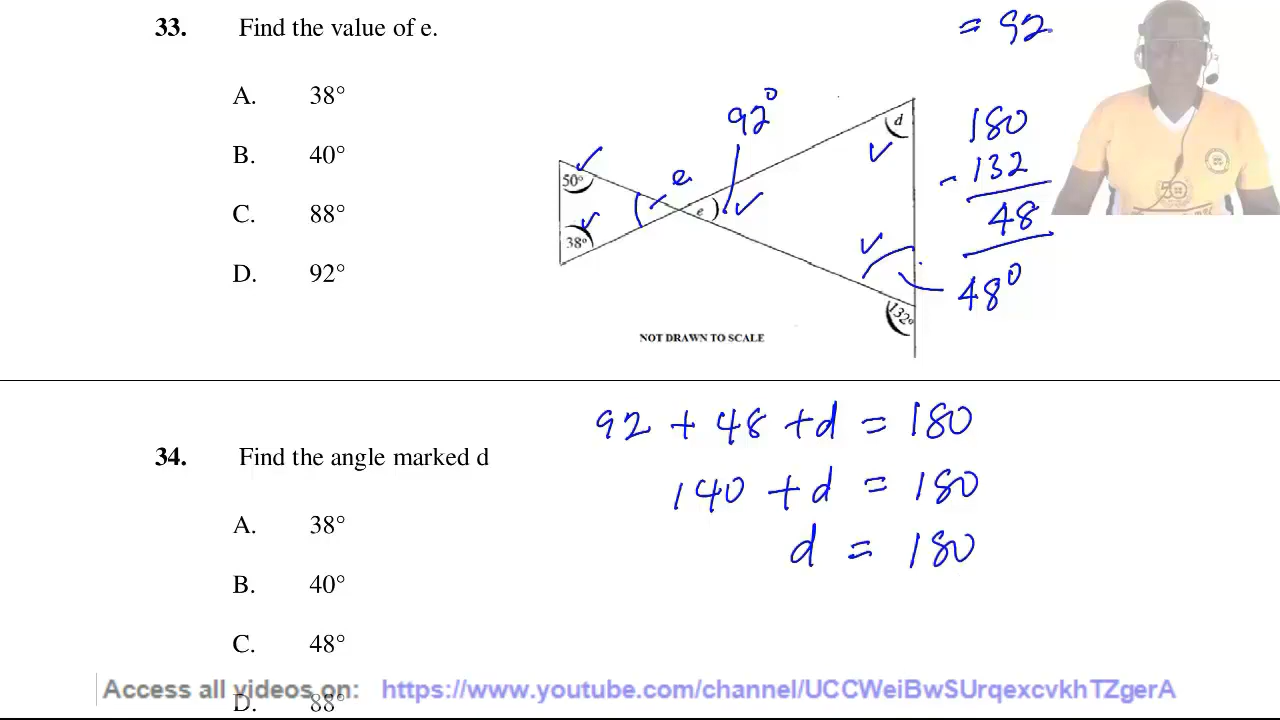 33. Find the value of e.
= 92
A. 38°
B. 40°
C. 88°
D. 92°
92°
d
50°
e
e
38°
132°
180
- 132
48
48°
NOT DRAWN TO SCALE
92 + 48 + d = 180
34. Find the angle marked d
140 + d = 180
A. 38°
d = 180
B. 40°
C. 48°
D. 88°
Access all videos on: https://www.youtube.com/channel/UCCWeiBwSUrqexcvkhTZgerA